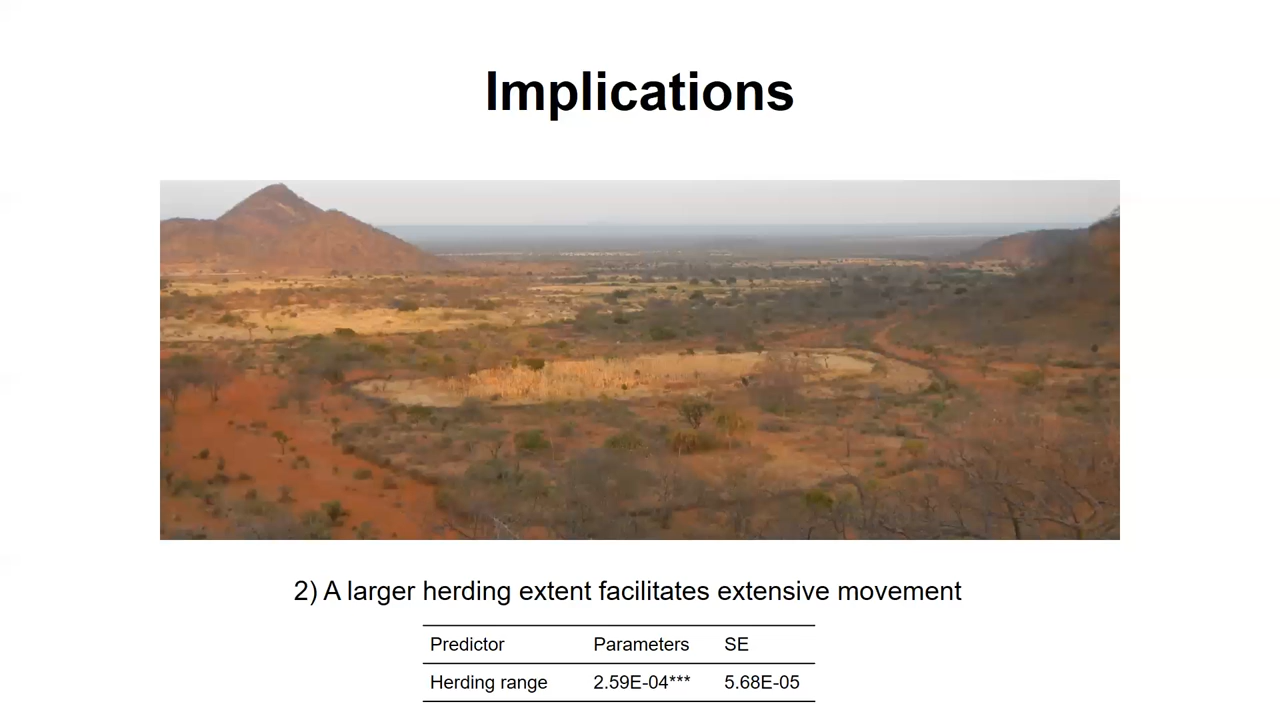 Implications
2) A larger herding extent facilitates extensive movement
Predictor Parameters SE
Herding range 2.59E-04*** 5.68E-05